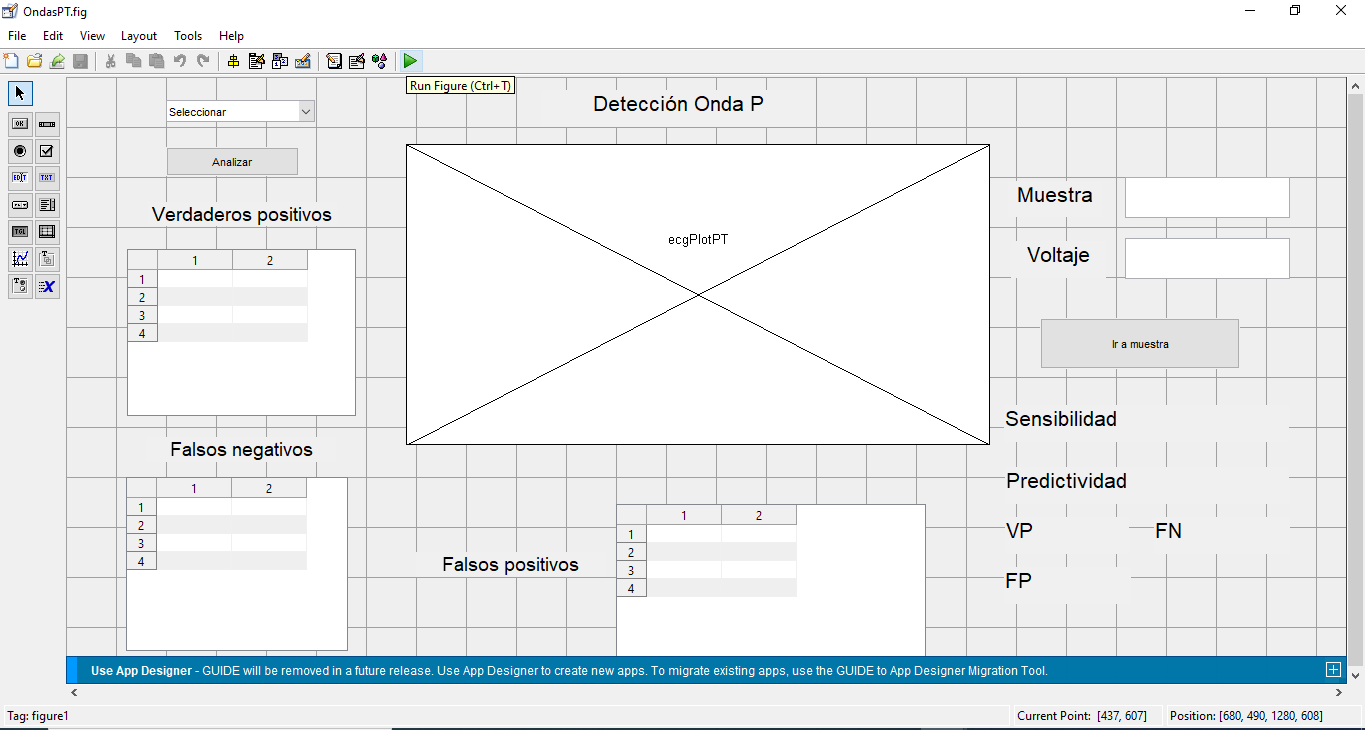 OndasPT.fig
File Edit View Layout Tools Help
Run Figure (Ctrl+T)
Seleccionar
Detección Onda P
Analizar
Verdaderos positivos
1 2
1
2
3
4
ecgPlotPT
Muestra
Voltaje
Ir a muestra
Falsos negativos
1 2
1
2
3
4
Falsos positivos
1 2
1
2
3
4
Sensibilidad
Predictividad
VP FN
FP
OK
EDIT TXT
TGL
Use App Designer - GUIDE will be removed in a future release. Use App Designer to create new apps. To migrate existing apps, use the GUIDE to App Designer Migration Tool.
Tag: figure1
Current Point: [437, 607] Position: [680, 490, 1280, 608]